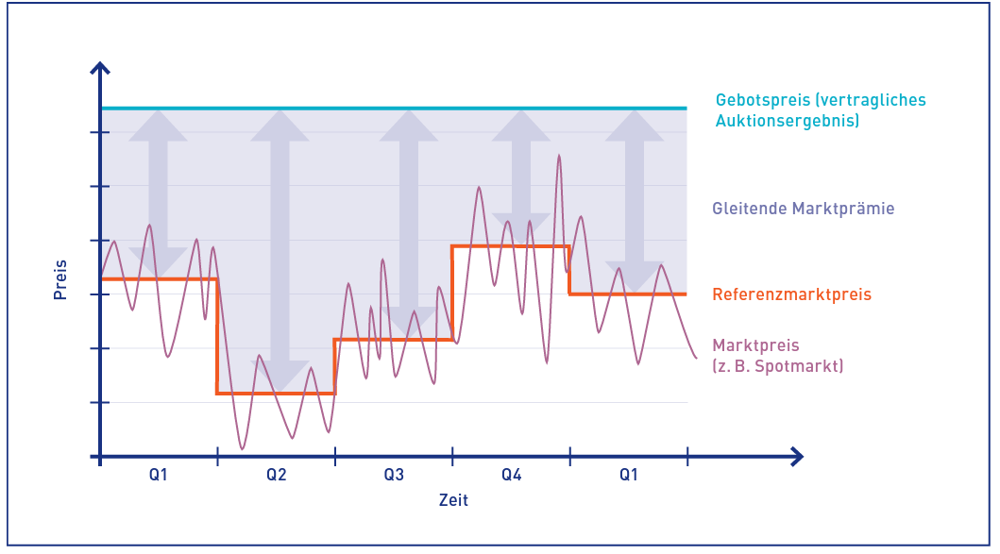 Gebotspreis (vertragliches
Auktionsergebnis)
Gleitende Marktprämie
Referenzmarktpreis
Marktpreis
(z. B. Spotmarkt)
Preis
Q1
Q2
Q3
Q4
Q1
Zeit